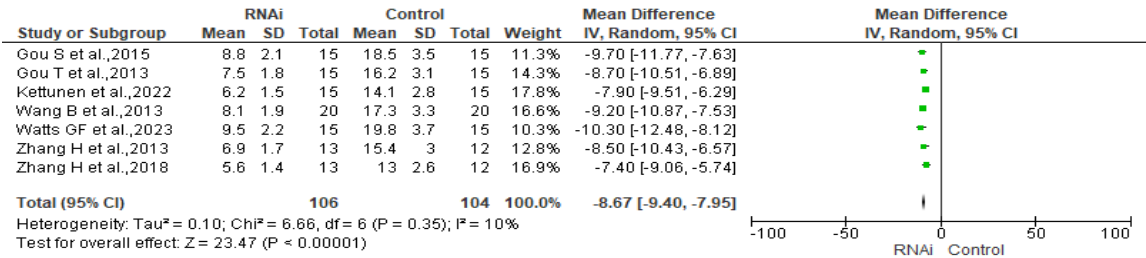 RNAi Control Mean Difference Mean Difference
Study or Subgroup Mean SD Total Mean SD Total Weight IV, Random, 95% CI IV, Random, 95% CI
Gou S et al.,2015 8.8 2.1 15 18.5 3.5 15 11.3% -9.70 [-11.77, -7.63]
Gou T et al.,2013 7.5 1.8 15 16.2 3.1 15 14.3% -8.70 [-10.51, -6.89]
Kettunen et al.,2022 6.2 1.5 15 14.1 2.8 15 17.8% -7.90 [-9.51, -6.29]
Wang B et al.,2013 8.1 1.9 20 17.3 3.3 20 16.6% -9.20 [-10.87, -7.53]
Watts GF et al.,2023 9.5 2.2 15 19.8 3.7 15 10.3% -10.30 [-12.48, -8.12]
Zhang H et al.,2013 6.9 1.7 13 15.4 3 12 12.8% -8.50 [-10.43, -6.57]
Zhang H et al.,2018 5.6 1.4 13 13 2.6 12 16.9% -7.40 [-9.06, -5.74]
Total (95% CI) 106 104 100.0% -8.67 [-9.40, -7.95]
Heterogeneity: Tau² = 0.10; Chi² = 6.66, df = 6 (P = 0.35); I² = 10%
Test for overall effect: Z = 23.47 (P < 0.00001)
-100 -50 0 50 100
RNAi Control